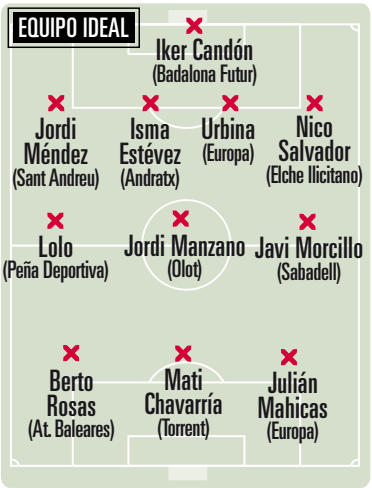 EQUIPO IDEAL
Iker Candón
(Badalona Futur)
Jordi
Méndez
(Sant Andreu)
Isma
Estévez
(Andratx)
Urbina
(Europa)
Nico
Salvador
(Elche Ilicitano)
Lolo
(Peña Deportiva)
Jordi Manzano
(Olot)
Javi Morcillo
(Sabadell)
Berto
Rosas
(At. Baleares)
Mati
Chavarría
(Torrent)
Julián
Mahicas
(Europa)